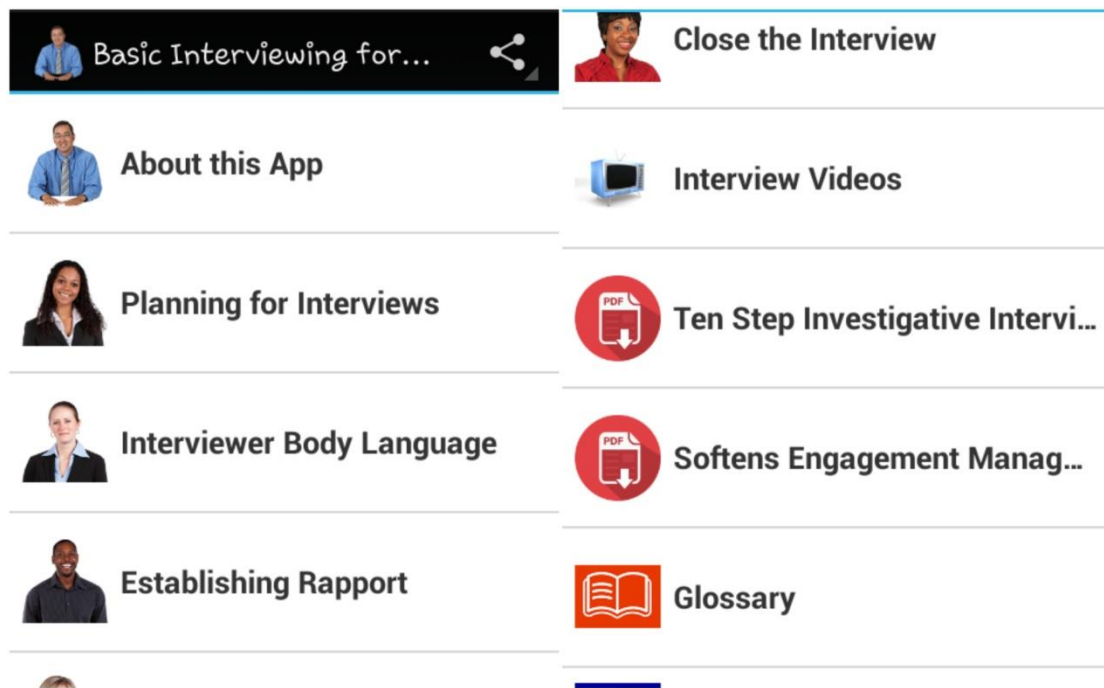 Basic Interviewing for...
About this App
Planning for Interviews
Interviewer Body Language
Establishing Rapport
Close the Interview
Interview Videos
PDF
Ten Step Investigative Intervi...
PDF
Softens Engagement Manag...
Glossary